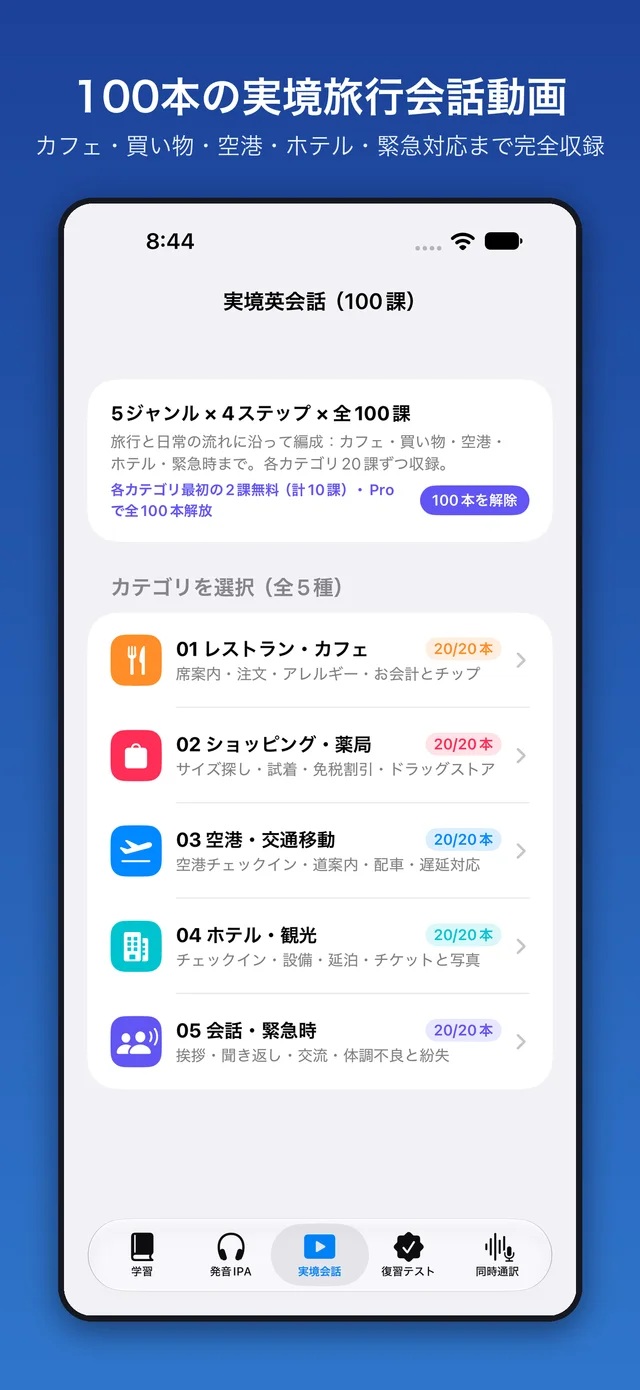 100本の実境旅行会話動画
カフェ・買い物・空港・ホテル・緊急対応まで完全収録
8:44
実境英会話（100課）
5ジャンル × 4ステップ × 全100課
旅行と日常の流れに沿って編成：カフェ・買い物・空港・
ホテル・緊急時まで。各カテゴリ20課ずつ収録。
各カテゴリ最初の2課無料（計10課）・Pro
で全100本解放
100本を解除
カテゴリを選択（全5種）
01 レストラン・カフェ
20/20本
席案内・注文・アレルギー・お会計とチップ
02 ショッピング・薬局
20/20本
サイズ探し・試着・免税割引・ドラッグストア
03 空港・交通移動
20/20本
空港チェックイン・道案内・配車・遅延対応
04 ホテル・観光
20/20本
チェックイン・設備・延泊・チケットと写真
05 会話・緊急時
20/20本
挨拶・聞き返し・交流・体調不良と紛失
学習
発音IPA
実境会話
復習テスト
同時通訳